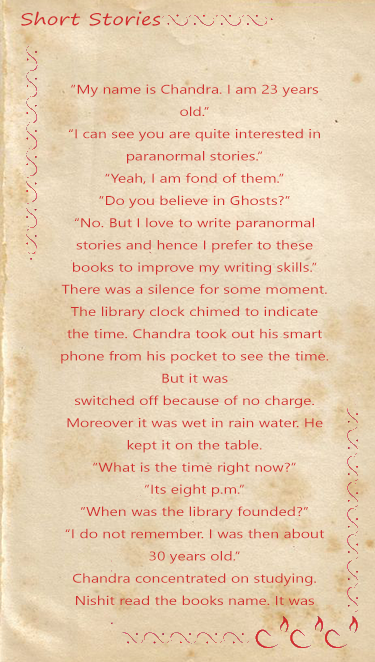 Short Stories
"My name is Chandra. I am 23 years
old."
"I can see you are quite interested in
paranormal stories."
"Yeah, I am fond of them."
"Do you believe in Ghosts?"
"No. But I love to write paranormal
stories and hence I prefer to these
books to improve my writing skills."
There was a silence for some moment.
The library clock chimed to indicate
the time. Chandra took out his smart
phone from his pocket to see the time.
But it was
switched off because of no charge.
Moreover it was wet in rain water. He
kept it on the table.
"What is the time right now?"
"Its eight p.m."
"When was the library founded?"
"I do not remember. I was then about
30 years old."
Chandra concentrated on studying.
Nishit read the books name. It was